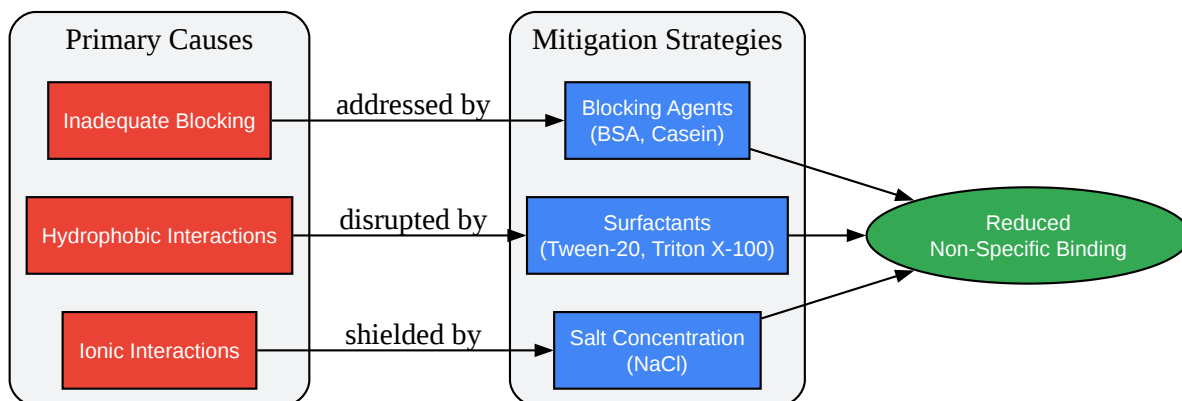 Primary Causes
Mitigation Strategies
Inadequate Blocking
addressed by
Blocking Agents
(BSA, Casein)
Hydrophobic Interactions
disrupted by
Surfactants
(Tween-20, Triton X-100)
Reduced
Non-Specific Binding
Ionic Interactions
shielded by
Salt Concentration
(NaCl)